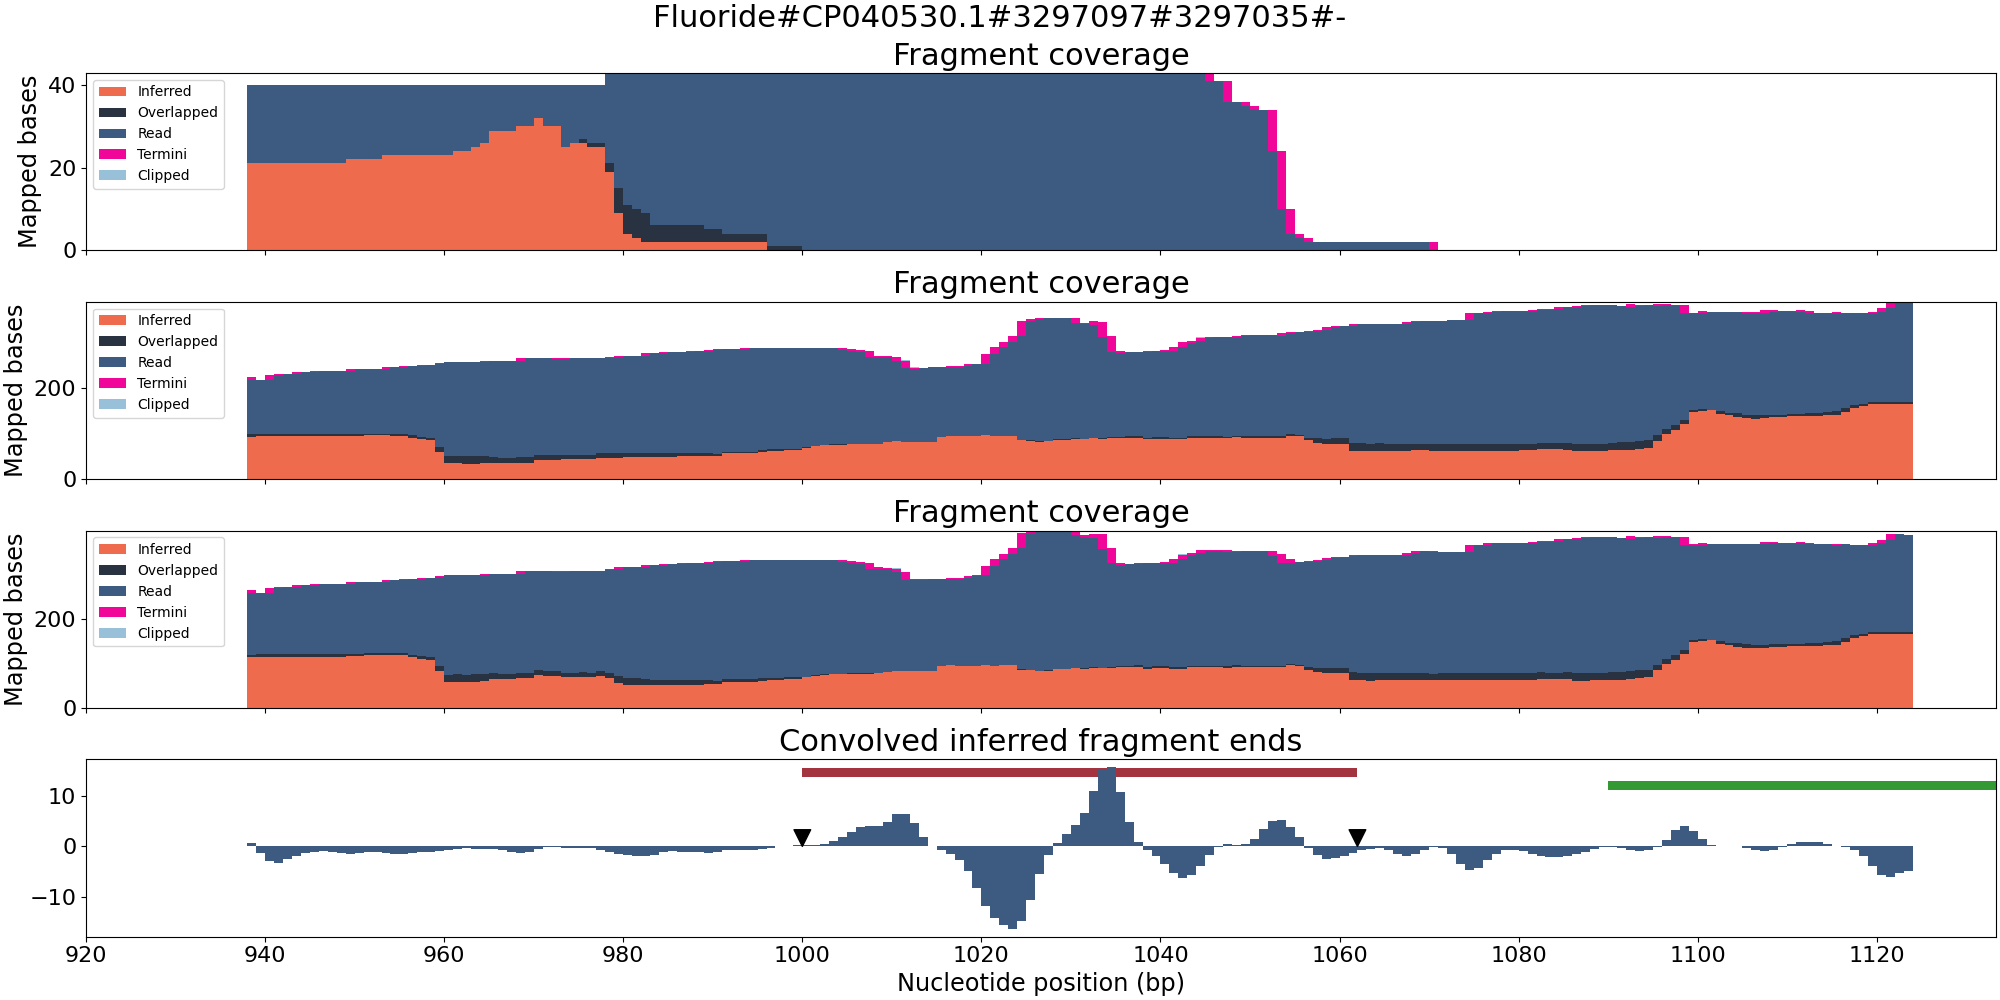 Fluoride#CP040530.1#3297097#3297035#-
Fragment coverage
Mapped bases
40
20
0
Inferred
Overlapped
Read
Termini
Clipped
Fragment coverage
Mapped bases
200
0
Inferred
Overlapped
Read
Termini
Clipped
Fragment coverage
Mapped bases
200
0
Inferred
Overlapped
Read
Termini
Clipped
Convolved inferred fragment ends
10
0
−10
920 940 960 980 1000 1020 1040 1060 1080 1100 1120
Nucleotide position (bp)